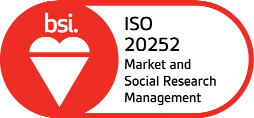 bsi.
ISO
20252
Market and
Social Research
Management